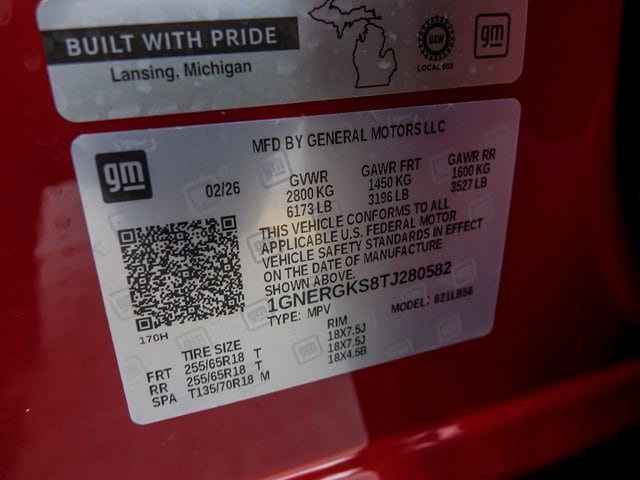 BUILT WITH PRIDE
Lansing, Michigan
UAW
LOCAL 602
gm
MFD BY GENERAL MOTORS LLC
gm
02/26
GVWR
2800 KG
6173 LB
GAWR FRT
1450 KG
3196 LB
GAWR RR
1600 KG
3527 LB
THIS VEHICLE CONFORMS TO ALL
APPLICABLE U.S. FEDERAL MOTOR
VEHICLE SAFETY STANDARDS IN EFFECT
ON THE DATE OF MANUFACTURE
SHOWN ABOVE.
1GNERGKS8TJ280582
TYPE: MPV
MODEL: 821LB56
170H
TIRE SIZE
RIM
FRT 255/65R18 T 18X7.5J
RR 255/65R18 T 18X7.5J
SPA T135/70R18 M 18X4.5B